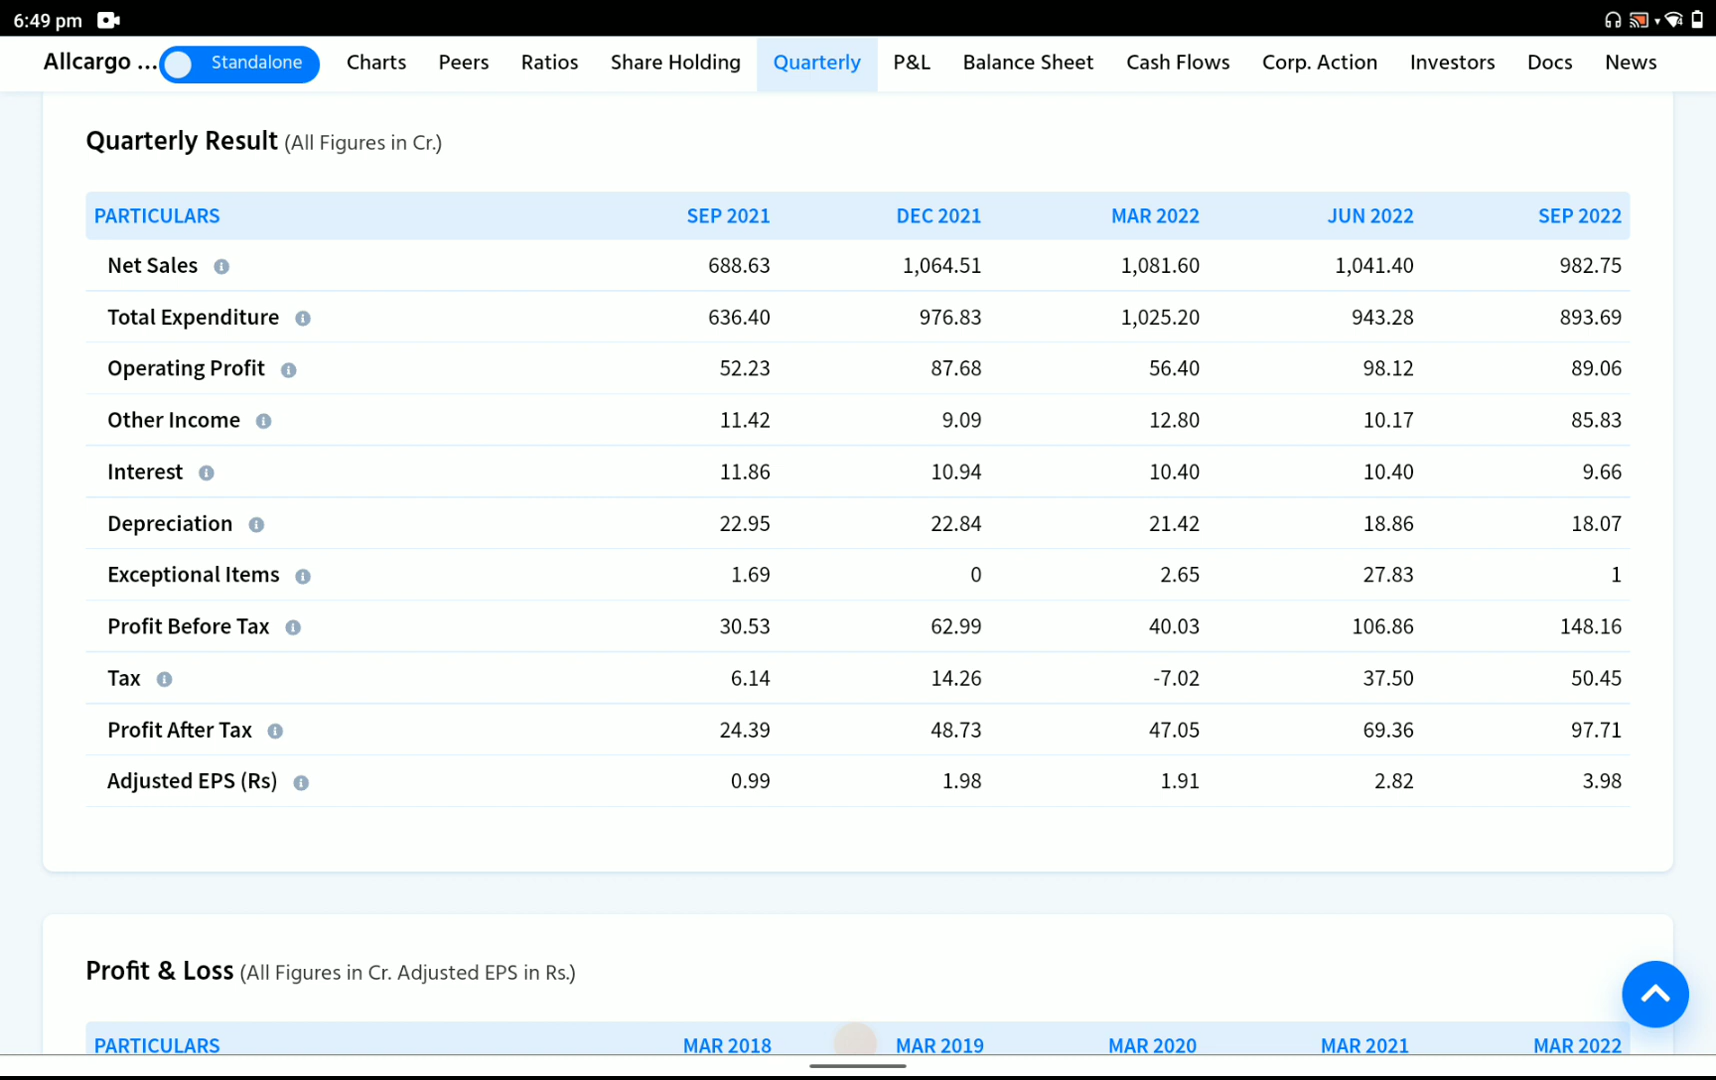 6:49 pm
Allcargo ... Standalone Charts Peers Ratios Share Holding Quarterly P&L Balance Sheet Cash Flows Corp. Action Investors Docs News
Quarterly Result (All Figures in Cr.)
PARTICULARS SEP 2021 DEC 2021 MAR 2022 JUN 2022 SEP 2022
Net Sales 688.63 1,064.51 1,081.60 1,041.40 982.75
Total Expenditure 636.40 976.83 1,025.20 943.28 893.69
Operating Profit 52.23 87.68 56.40 98.12 89.06
Other Income 11.42 9.09 12.80 10.17 85.83
Interest 11.86 10.94 10.40 10.40 9.66
Depreciation 22.95 22.84 21.42 18.86 18.07
Exceptional Items 1.69 0 2.65 27.83 1
Profit Before Tax 30.53 62.99 40.03 106.86 148.16
Tax 6.14 14.26 -7.02 37.50 50.45
Profit After Tax 24.39 48.73 47.05 69.36 97.71
Adjusted EPS (Rs) 0.99 1.98 1.91 2.82 3.98
Profit & Loss (All Figures in Cr. Adjusted EPS in Rs.)
PARTICULARS MAR 2018 MAR 2019 MAR 2020 MAR 2021 MAR 2022